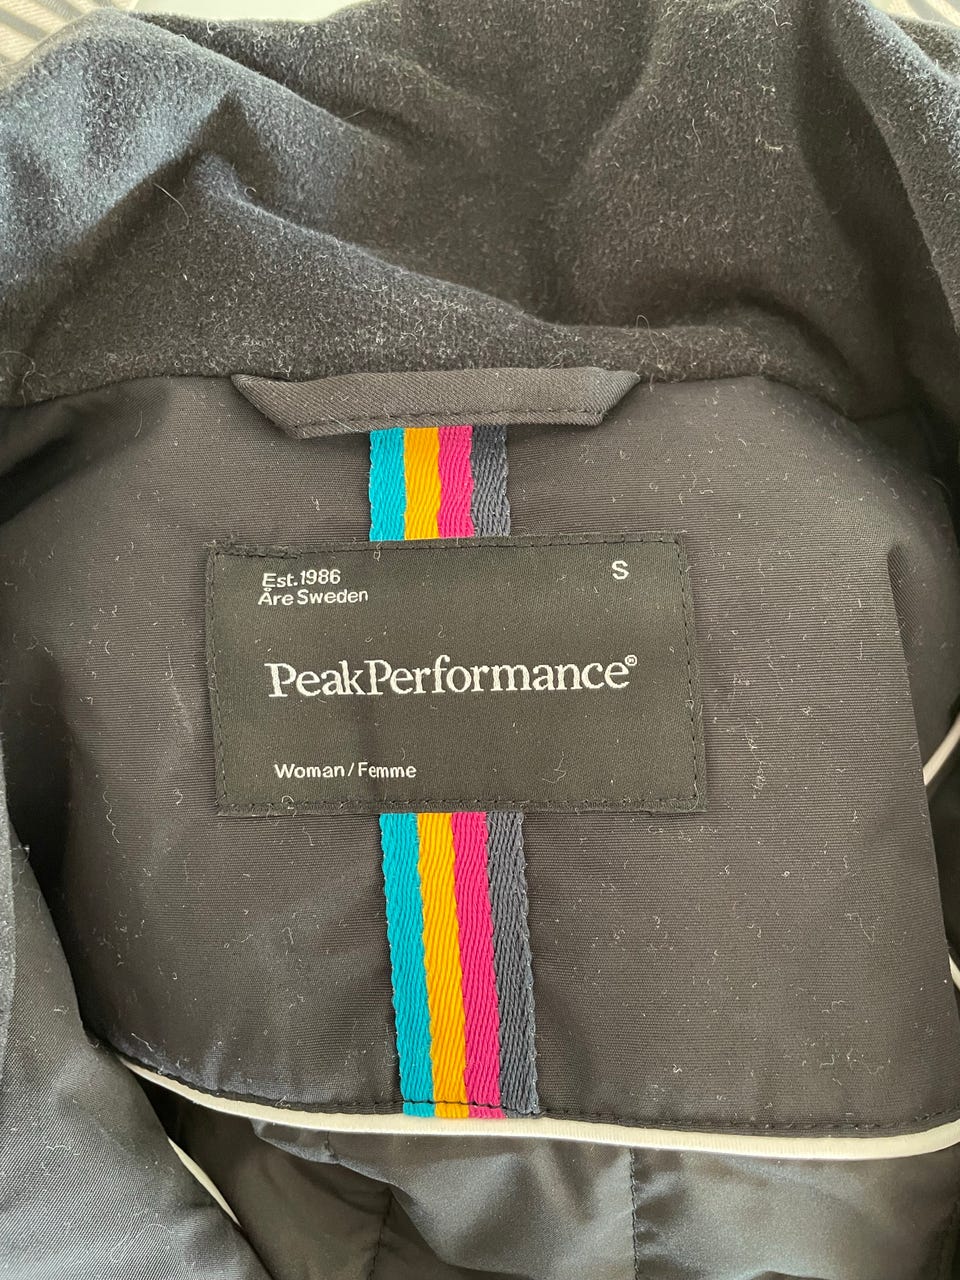 Est.1986
Åre Sweden
S
PeakPerformance®
Woman/Femme